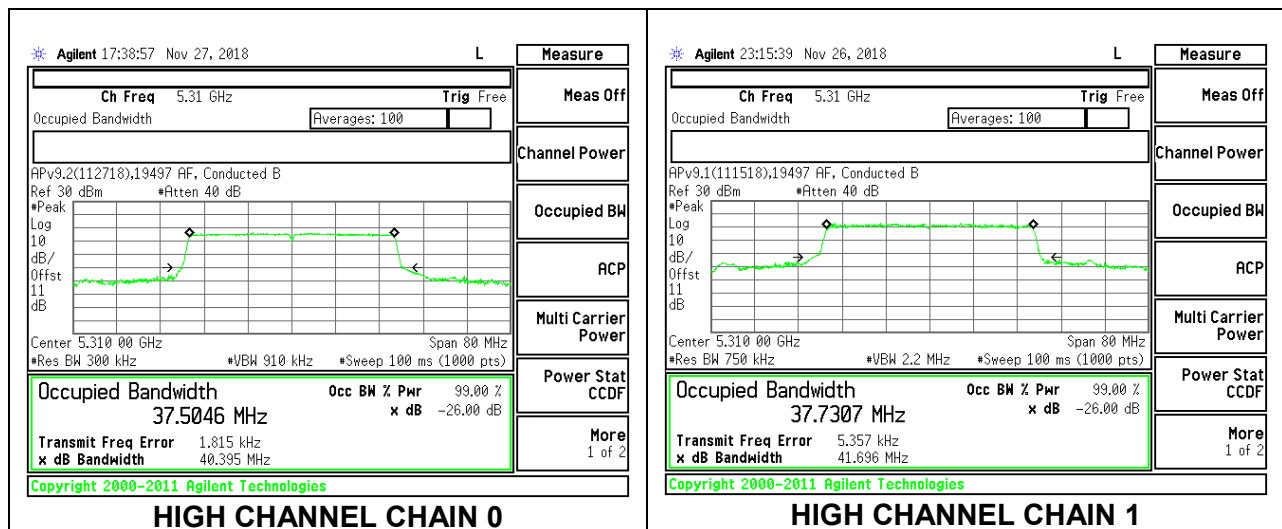 Agilent 17:38:57 Nov 27, 2018 L
Measure
Ch Freq 5.31 GHz Trig Free
Meas Off
Occupied Bandwidth Averages: 100
Channel Power
APv9.2(112718),19497 AF, Conducted B
Ref 30 dBm #Atten 40 dB
#Peak
Log
10
dB/
Offst
11
dB
Occupied BW
ACP
Multi Carrier
Power
Center 5.310 00 GHz Span 80 MHz
#Res BW 300 kHz #VBW 910 kHz #Sweep 100 ms (1000 pts)
Power Stat
CCDF
Occupied Bandwidth Occ BW % Pwr 99.00 %
37.5046 MHz x dB -26.00 dB
Transmit Freq Error 1.815 kHz
x dB Bandwidth 40.395 MHz
More
1 of 2
Copyright 2000-2011 Agilent Technologies
HIGH CHANNEL CHAIN 0
Agilent 23:15:39 Nov 26, 2018 L
Measure
Ch Freq 5.31 GHz Trig Free
Meas Off
Occupied Bandwidth Averages: 100
Channel Power
APv9.1(111518),19497 AF, Conducted B
Ref 30 dBm #Atten 40 dB
#Peak
Log
10
dB/
Offst
11
dB
Occupied BW
ACP
Multi Carrier
Power
Center 5.310 00 GHz Span 80 MHz
#Res BW 750 kHz #VBW 2.2 MHz #Sweep 100 ms (1000 pts)
Power Stat
CCDF
Occupied Bandwidth Occ BW % Pwr 99.00 %
37.7307 MHz x dB -26.00 dB
Transmit Freq Error 5.357 kHz
x dB Bandwidth 41.696 MHz
More
1 of 2
Copyright 2000-2011 Agilent Technologies
HIGH CHANNEL CHAIN 1